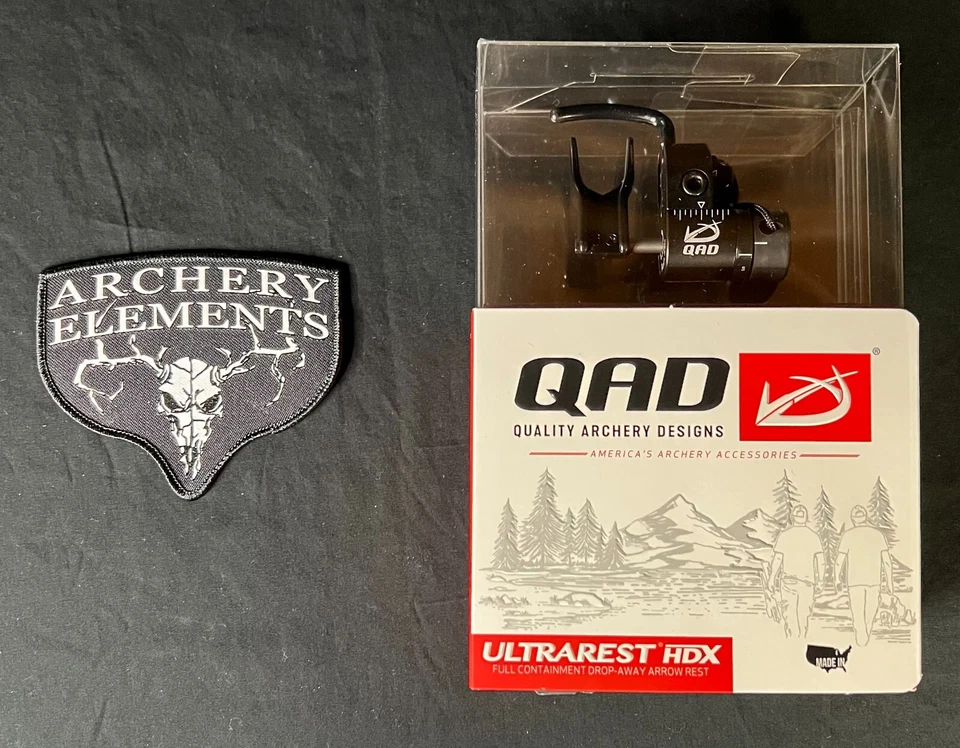 ARCHERY
ELEMENTS
QAD
QAD
®
QUALITY ARCHERY DESIGNS
AMERICA'S ARCHERY ACCESSORIES
ULTRAREST® HDX
FULL CONTAINMENT DROP-AWAY ARROW REST
MADE IN